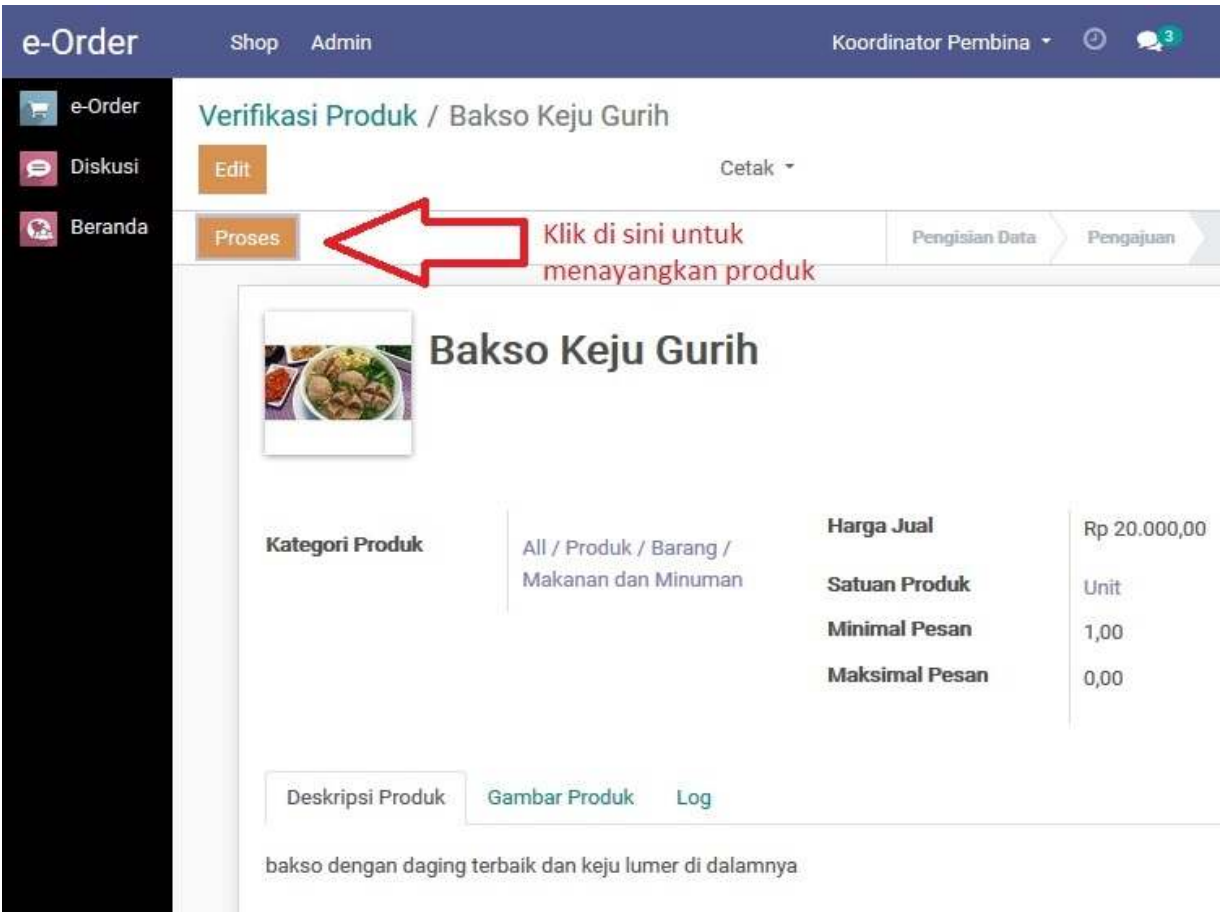 e-Order
Shop Admin Koordinator Pembina 3
e-Order
Diskusi
Beranda
Verifikasi Produk / Bakso Keju Gurih
Edit Cetak
Proses
Klik di sini untuk
menayangkan produk
Pengisian Data Pengajuan
Bakso Keju Gurih
Kategori Produk
All / Produk / Barang /
Makanan dan Minuman
Harga Jual Rp 20.000,00
Satuan Produk Unit
Minimal Pesan 1,00
Maksimal Pesan 0,00
Deskripsi Produk Gambar Produk Log
bakso dengan daging terbaik dan keju lumer di dalamnya